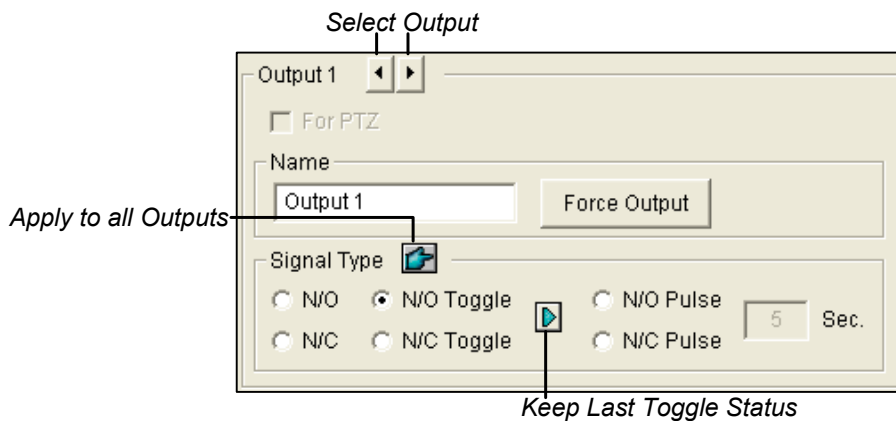 Select Output
Output 1
For PTZ
Name
Output 1
Force Output
Apply to all Outputs
Signal Type
N/O N/O Toggle N/O Pulse
5 Sec.
N/C N/C Toggle N/C Pulse
Keep Last Toggle Status